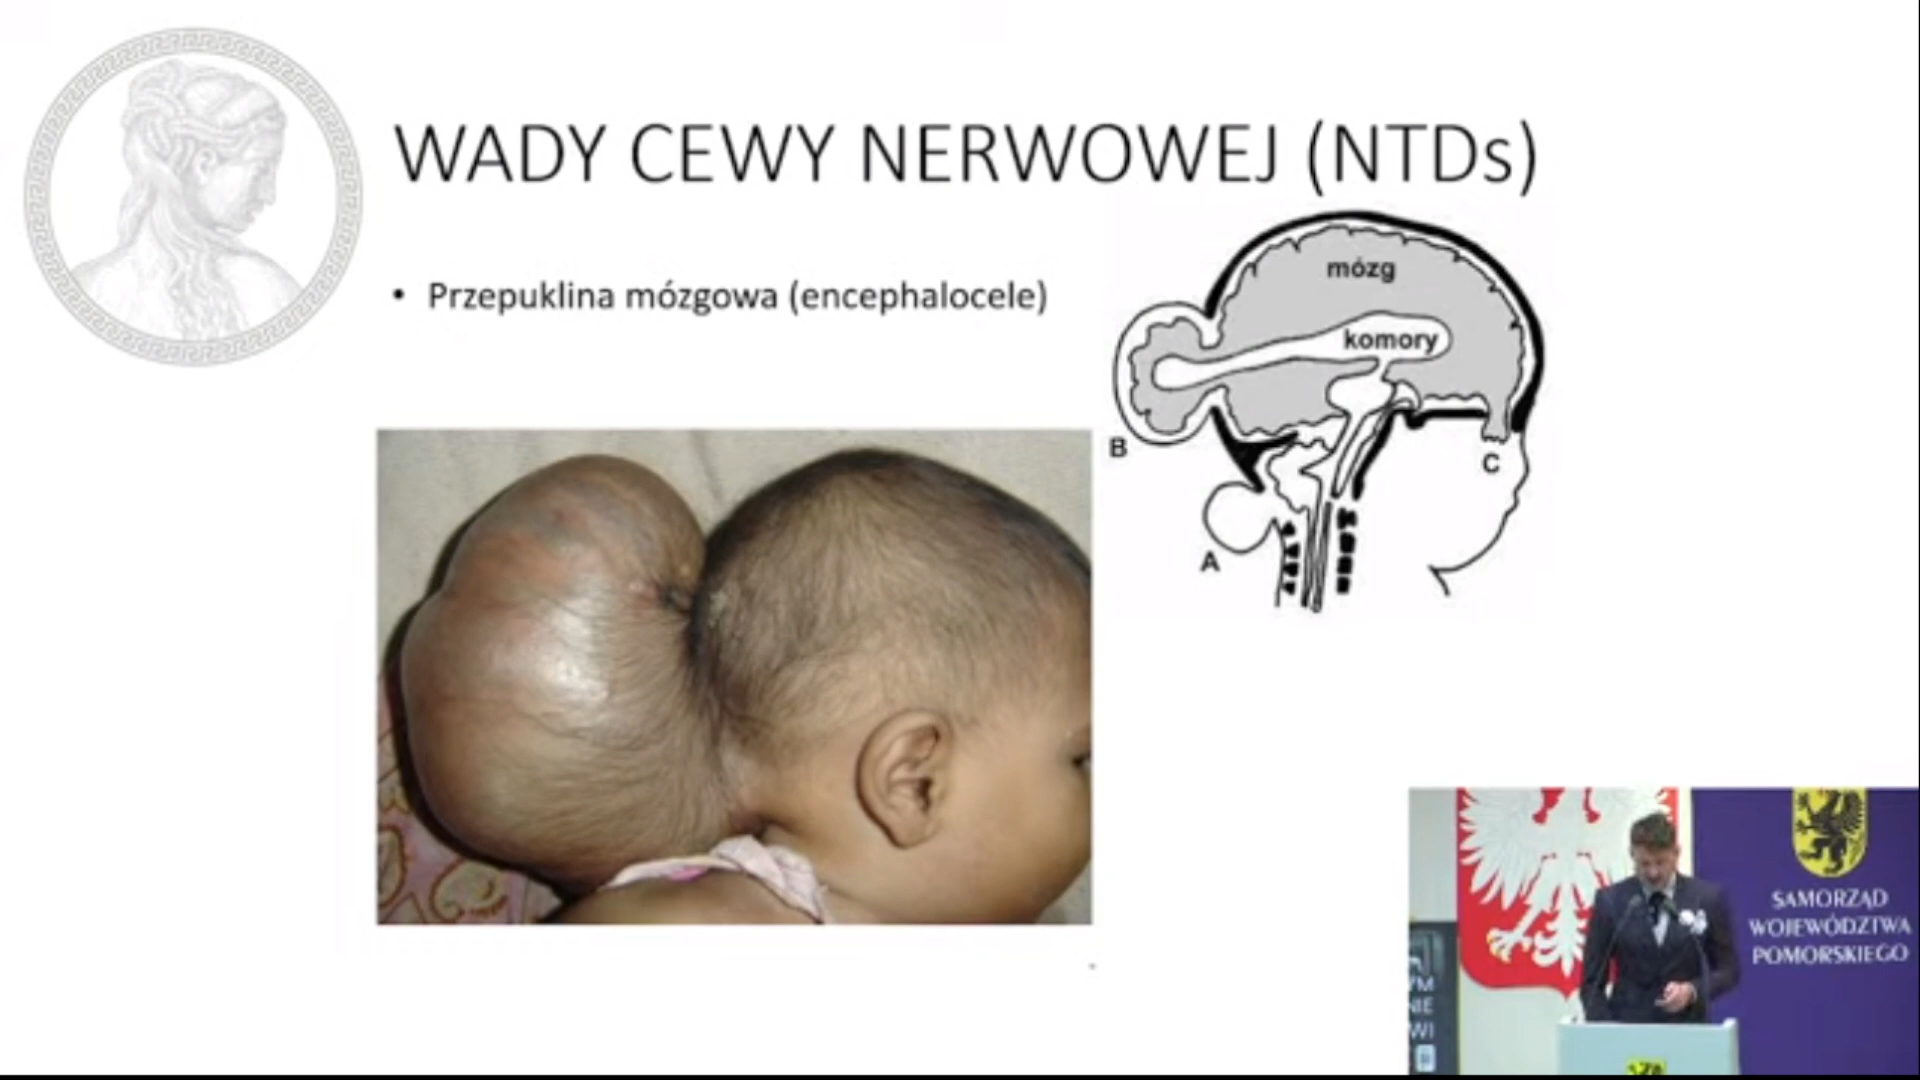 WADY CEWY NERWOWEJ (NTDs)
• Przepuklina mózgowa (encephalocele)
mózg
komory
B
C
A
SAMORZĄD
WOJEWÓDZTWA
POMORSKIEGO